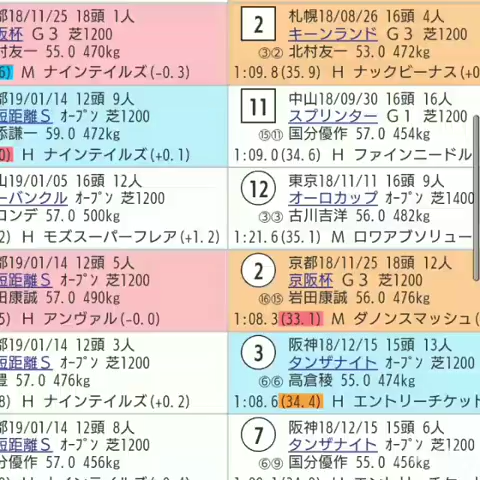 都18/11/25 18頭 1人
阪杯 G3 芝1200
村友一 55.0 470kg
M ナインテイルズ(-0.3)
2
③②
札幌18/08/26 16頭 4人
キーンランド G3 芝1200
北村友一 53.0 472kg
1:09.8(35.9) H ナックビーナス(+0
都19/01/14 12頭 9人
短距離S オープン 芝1200
添謙一 59.0 472kg
0) H ナインテイルズ(+0.1)
11
⑮⑪
中山18/09/30 16頭 16人
スプリンター G1 芝1200
国分優作 57.0 454kg
1:09.0(34.6) H ファインニードル
山19/01/05 16頭 12人
ーバンクル オープン 芝1200
コンデ 57.0 500kg
2) H モズスーパーフレア(+1.2)
12
③③
東京18/11/11 16頭 9人
オーロカップ オープン 芝1400
古川吉洋 56.0 482kg
1:21.6(35.1) M ロワアブソリュー
都19/01/14 12頭 5人
短距離S オープン 芝1200
田康誠 57.0 490kg
5) H アンヴァル(-0.0)
2
⑯⑮
京都18/11/25 18頭 12人
京阪杯 G3 芝1200
岩田康誠 56.0 476kg
1:08.3(33.1) M ダノンスマッシュ(
都19/01/14 12頭 3人
短距離S オープン 芝1200
豊 57.0 476kg
8) H ナインテイルズ(+0.2)
3
⑥⑥
阪神18/12/15 15頭 13人
タンザナイト オープン 芝1200
高倉稜 55.0 474kg
1:08.6(34.4) H エントリーチケット
都19/01/14 12頭 8人
短距離S オープン 芝1200
分優作 57.0 456kg
7
⑥⑨
阪神18/12/15 15頭 6人
タンザナイト オープン 芝1200
国分優作 55.0 456kg